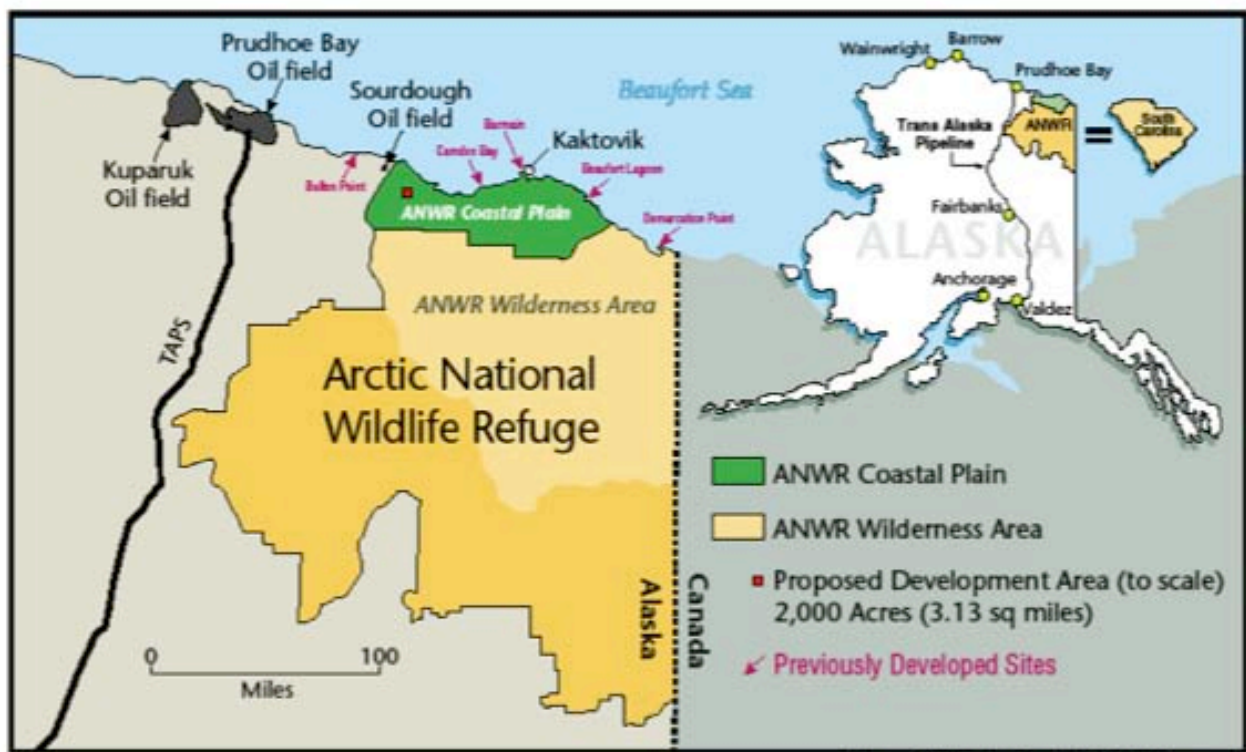 Prudhoe Bay
Oil field
Sourdough
Oil field
Kuparuk
Oil field
Bullen Point
Camden Bay
Bernain
Kaktovik
Beaufort Lagoon
Demarcation Point
Beaufort Sea
ANWR Coastal Plain
ANWR Wilderness Area
Arctic National
Wildlife Refuge
TAPS
Alaska
Canada
0
100
Miles
Wainwright
Barrow
Prudhoe Bay
Trans Alaska
Pipeline
ANWR
=
South
Carolina
Fairbanks
ALASKA
Anchorage
Valdez
ANWR Coastal Plain
ANWR Wilderness Area
Proposed Development Area (to scale)
2,000 Acres (3.13 sq miles)
Previously Developed Sites